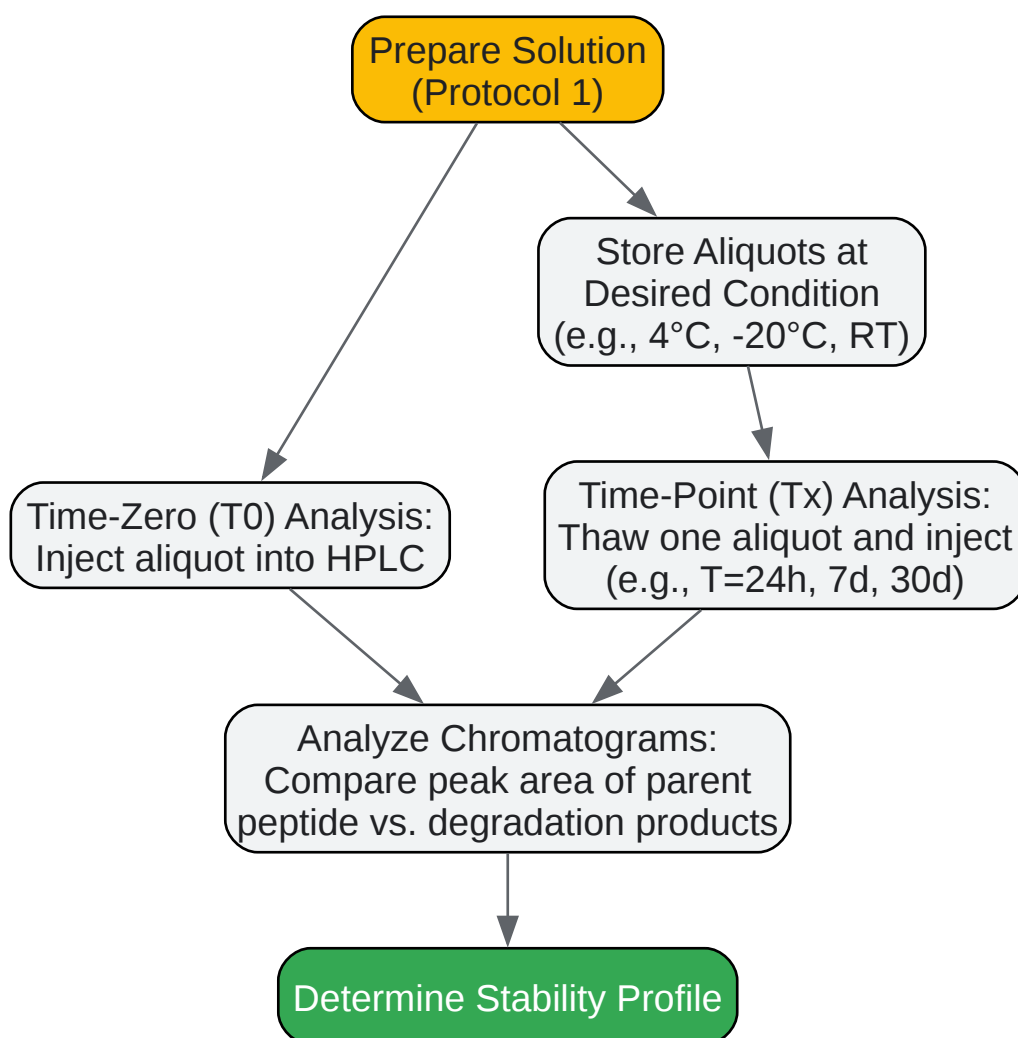 Prepare Solution
(Protocol 1)
Store Aliquots at
Desired Condition
(e.g., 4°C, -20°C, RT)
Time-Zero (T0) Analysis:
Inject aliquot into HPLC
Time-Point (Tx) Analysis:
Thaw one aliquot and inject
(e.g., T=24h, 7d, 30d)
Analyze Chromatograms:
Compare peak area of parent
peptide vs. degradation products
Determine Stability Profile